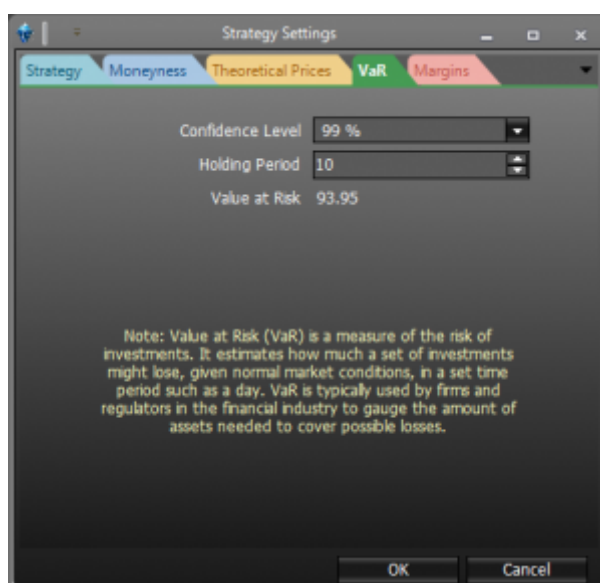 Strategy Settings
Strategy Moneyness Theoretical Prices VaR Margins
Confidence Level 99 %
Holding Period 10
Value at Risk 93.95
Note: Value at Risk (VaR) is a measure of the risk of
investments. It estimates how much a set of investments
might lose, given normal market conditions, in a set time
period such as a day. VaR is typically used by firms and
regulators in the financial industry to gauge the amount of
assets needed to cover possible losses.
OK Cancel